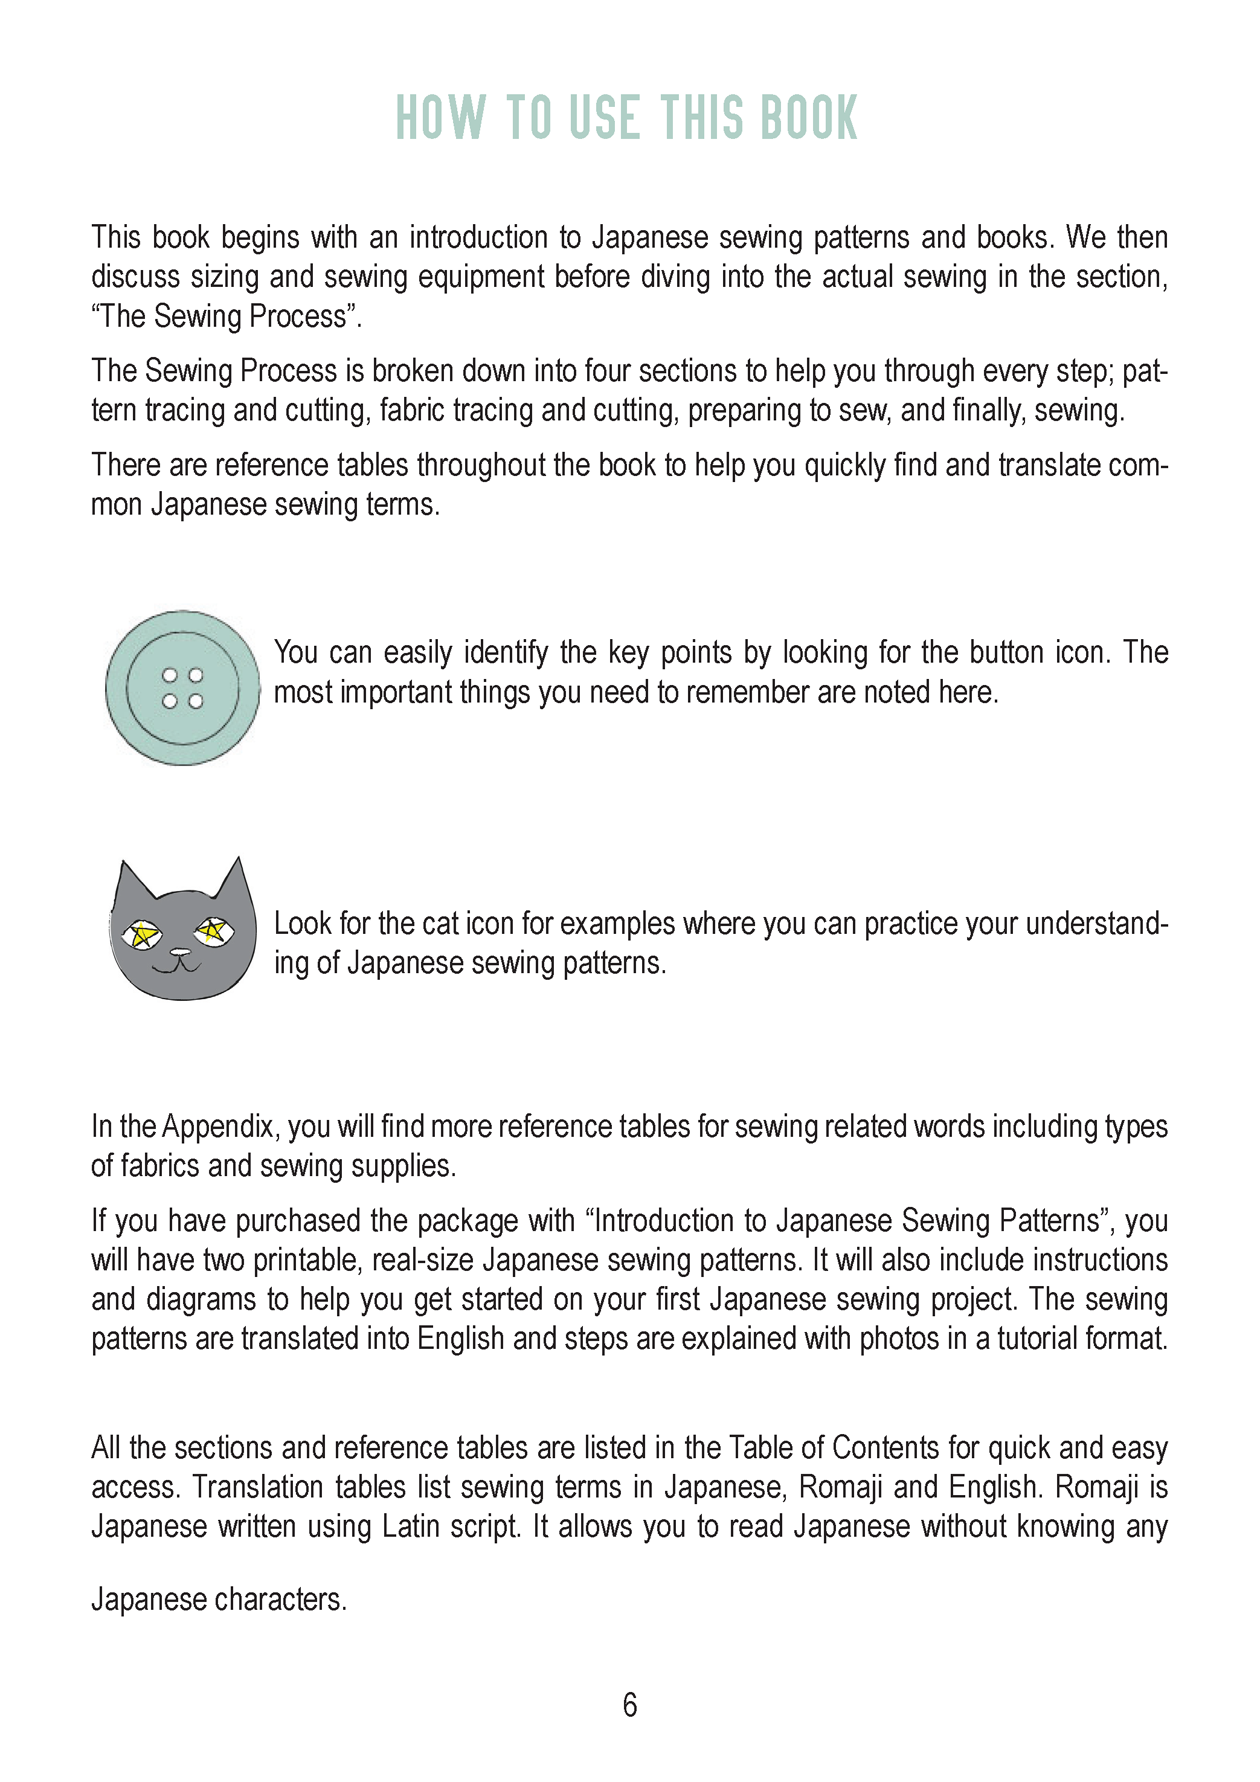 HOW TO USE THIS BOOK
This book begins with an introduction to Japanese sewing patterns and books. We then
discuss sizing and sewing equipment before diving into the actual sewing in the section,
“The Sewing Process”.
The Sewing Process is broken down into four sections to help you through every step; pat-
tern tracing and cutting, fabric tracing and cutting, preparing to sew, and finally, sewing.
There are reference tables throughout the book to help you quickly find and translate com-
mon Japanese sewing terms.
You can easily identify the key points by looking for the button icon. The
most important things you need to remember are noted here.
Look for the cat icon for examples where you can practice your understand-
ing of Japanese sewing patterns.
In the Appendix, you will find more reference tables for sewing related words including types
of fabrics and sewing supplies.
If you have purchased the package with “Introduction to Japanese Sewing Patterns”, you
will have two printable, real-size Japanese sewing patterns. It will also include instructions
and diagrams to help you get started on your first Japanese sewing project. The sewing
patterns are translated into English and steps are explained with photos in a tutorial format.
All the sections and reference tables are listed in the Table of Contents for quick and easy
access. Translation tables list sewing terms in Japanese, Romaji and English. Romaji is
Japanese written using Latin script. It allows you to read Japanese without knowing any
Japanese characters.
6